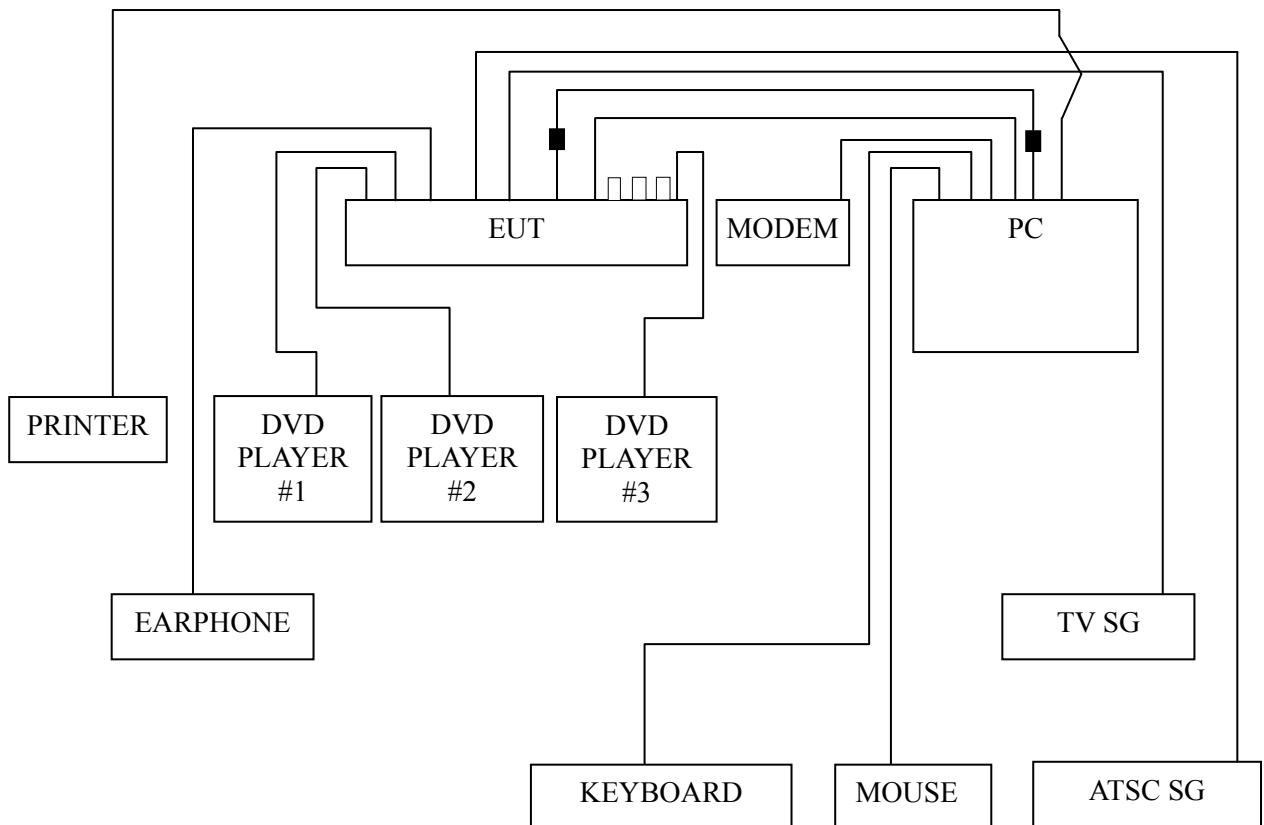 EUT
MODEM
PC
PRINTER
DVD
PLAYER
#1
DVD
PLAYER
#2
DVD
PLAYER
#3
EARPHONE
TV SG
KEYBOARD
MOUSE
ATSC SG